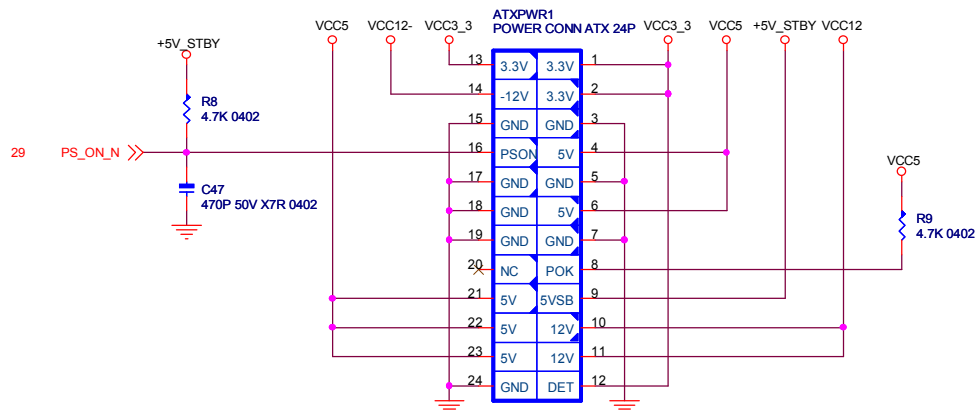 ATXPWR1
POWER CONN ATX 24P
VCC5
VCC12-
VCC3_3
VCC3_3
VCC5
+5V_STBY
VCC12
+5V_STBY
R8
4.7K 0402
29
PS_ON_N
C47
470P 50V X7R 0402
VCC5
R9
4.7K 0402
13 3.3V 3.3V 1
14 -12V 3.3V 2
15 GND GND 3
16 PSON 5V 4
17 GND GND 5
18 GND 5V 6
19 GND GND 7
20 NC POK 8
21 5V 5VSB 9
22 5V 12V 10
23 5V 12V 11
24 GND DET 12